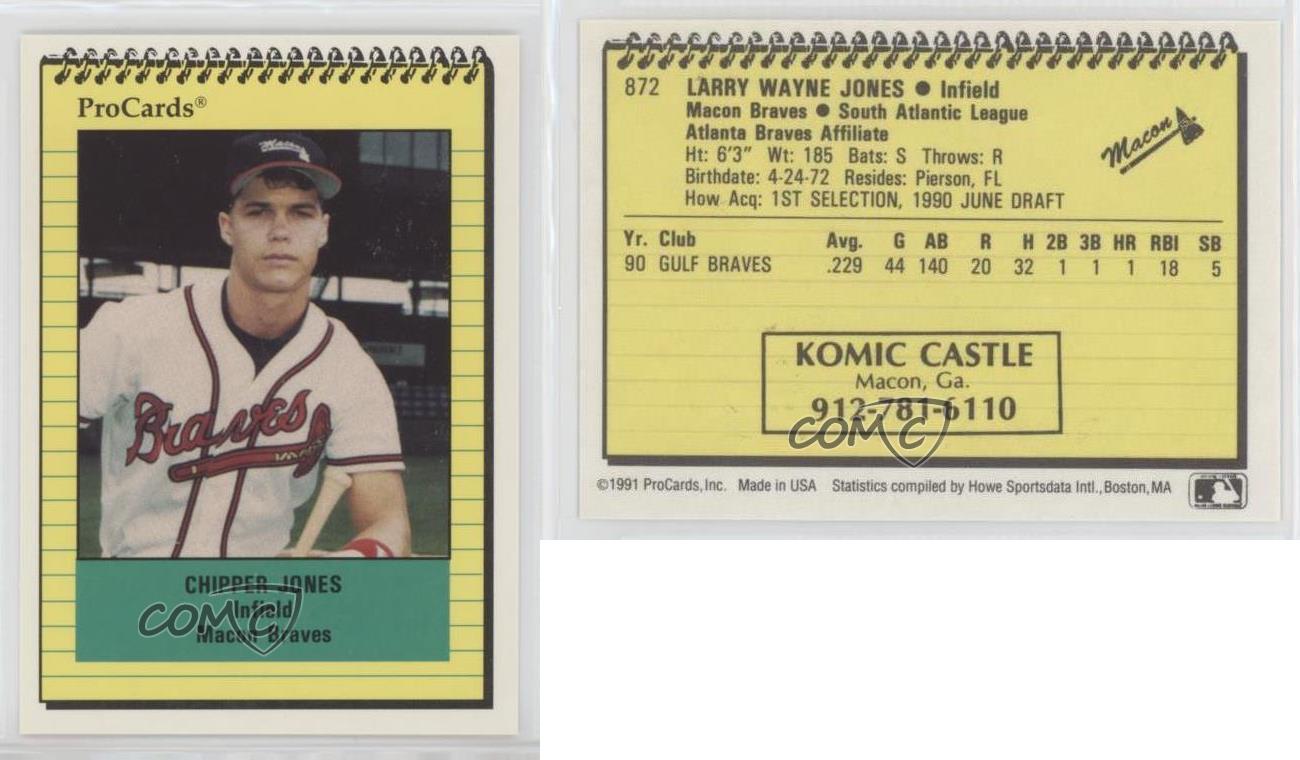 ProCards®
Macon
Braves
CHIPPER JONES
Infield
Macon Braves
COMC
872 LARRY WAYNE JONES ● Infield
Macon Braves ● South Atlantic League
Atlanta Braves Affiliate
Ht: 6'3" Wt: 185 Bats: S Throws: R
Birthdate: 4-24-72 Resides: Pierson, FL
How Acq: 1ST SELECTION, 1990 JUNE DRAFT
Macon
Yr. Club Avg. G AB R H 2B 3B HR RBI SB
90 GULF BRAVES .229 44 140 20 32 1 1 1 18 5
KOMIC CASTLE
Macon, Ga.
912-781-6110
COMC
©1991 ProCards, Inc. Made in USA Statistics compiled by Howe Sportsdata Intl., Boston, MA